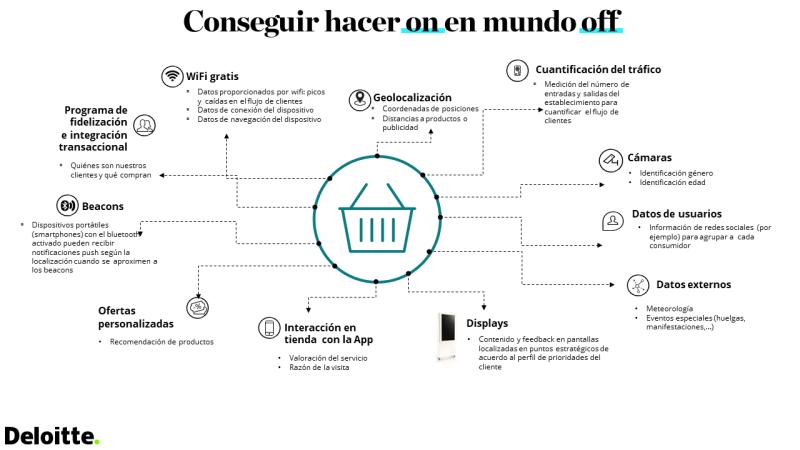 Conseguir hacer on en mundo off
WiFi gratis
Datos proporcionados por wifi: picos
y caídas en el flujo de clientes
Datos de conexión del dispositivo
Datos de navegación del dispositivo
Geolocalización
Coordenadas de posiciones
Distancias a productos o
publicidad
Cuantificación del tráfico
Medición del número de
entradas y salidas del
establecimiento para
cuantificar el flujo de
clientes
Programa de
fidelización
e integración
transaccional
Quiénes son nuestros
clientes y qué compran
Cámaras
Identificación género
Identificación edad
Beacons
Dispositivos portátiles
(smartphones) con el bluetooth
activado pueden recibir
notificaciones push según la
localización cuando se aproximen a
los beacons
Datos de usuarios
Información de redes sociales (por
ejemplo) para agrupar a cada
consumidor
Datos externos
Meteorología
Eventos especiales (huelgas,
manifestaciones,...)
Ofertas
personalizadas
Recomendación de productos
Interacción en
tienda con la App
Valoración del servicio
Razón de la visita
Displays
Contenido y feedback en pantallas
localizadas en puntos estratégicos de
acuerdo al perfil de prioridades del
cliente
Deloitte.